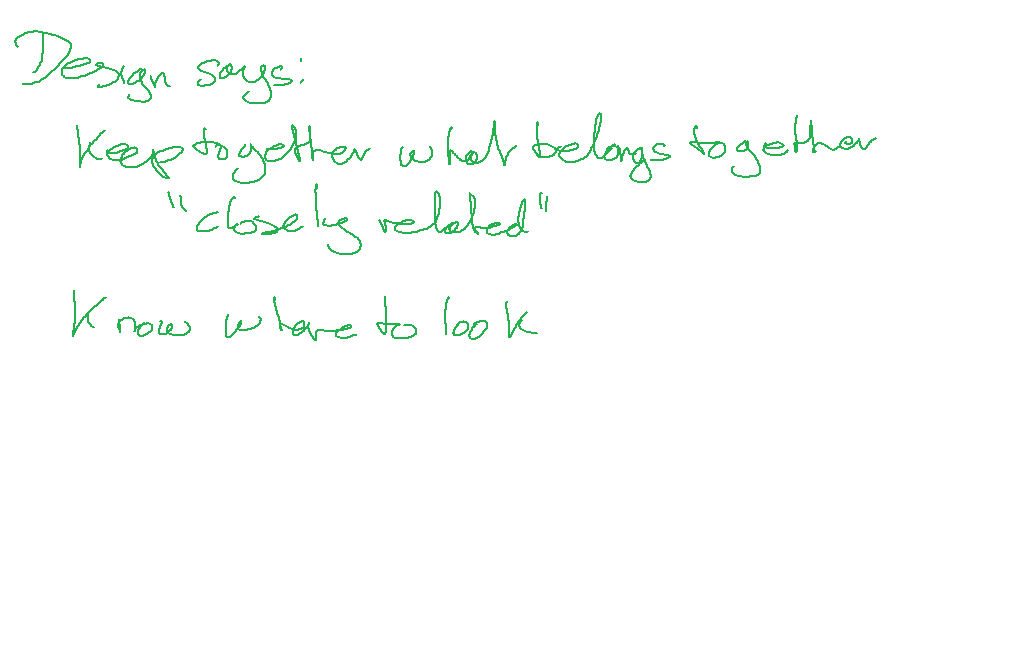 Design says:
Keep together what belongs together
"closely related"
Know where to look